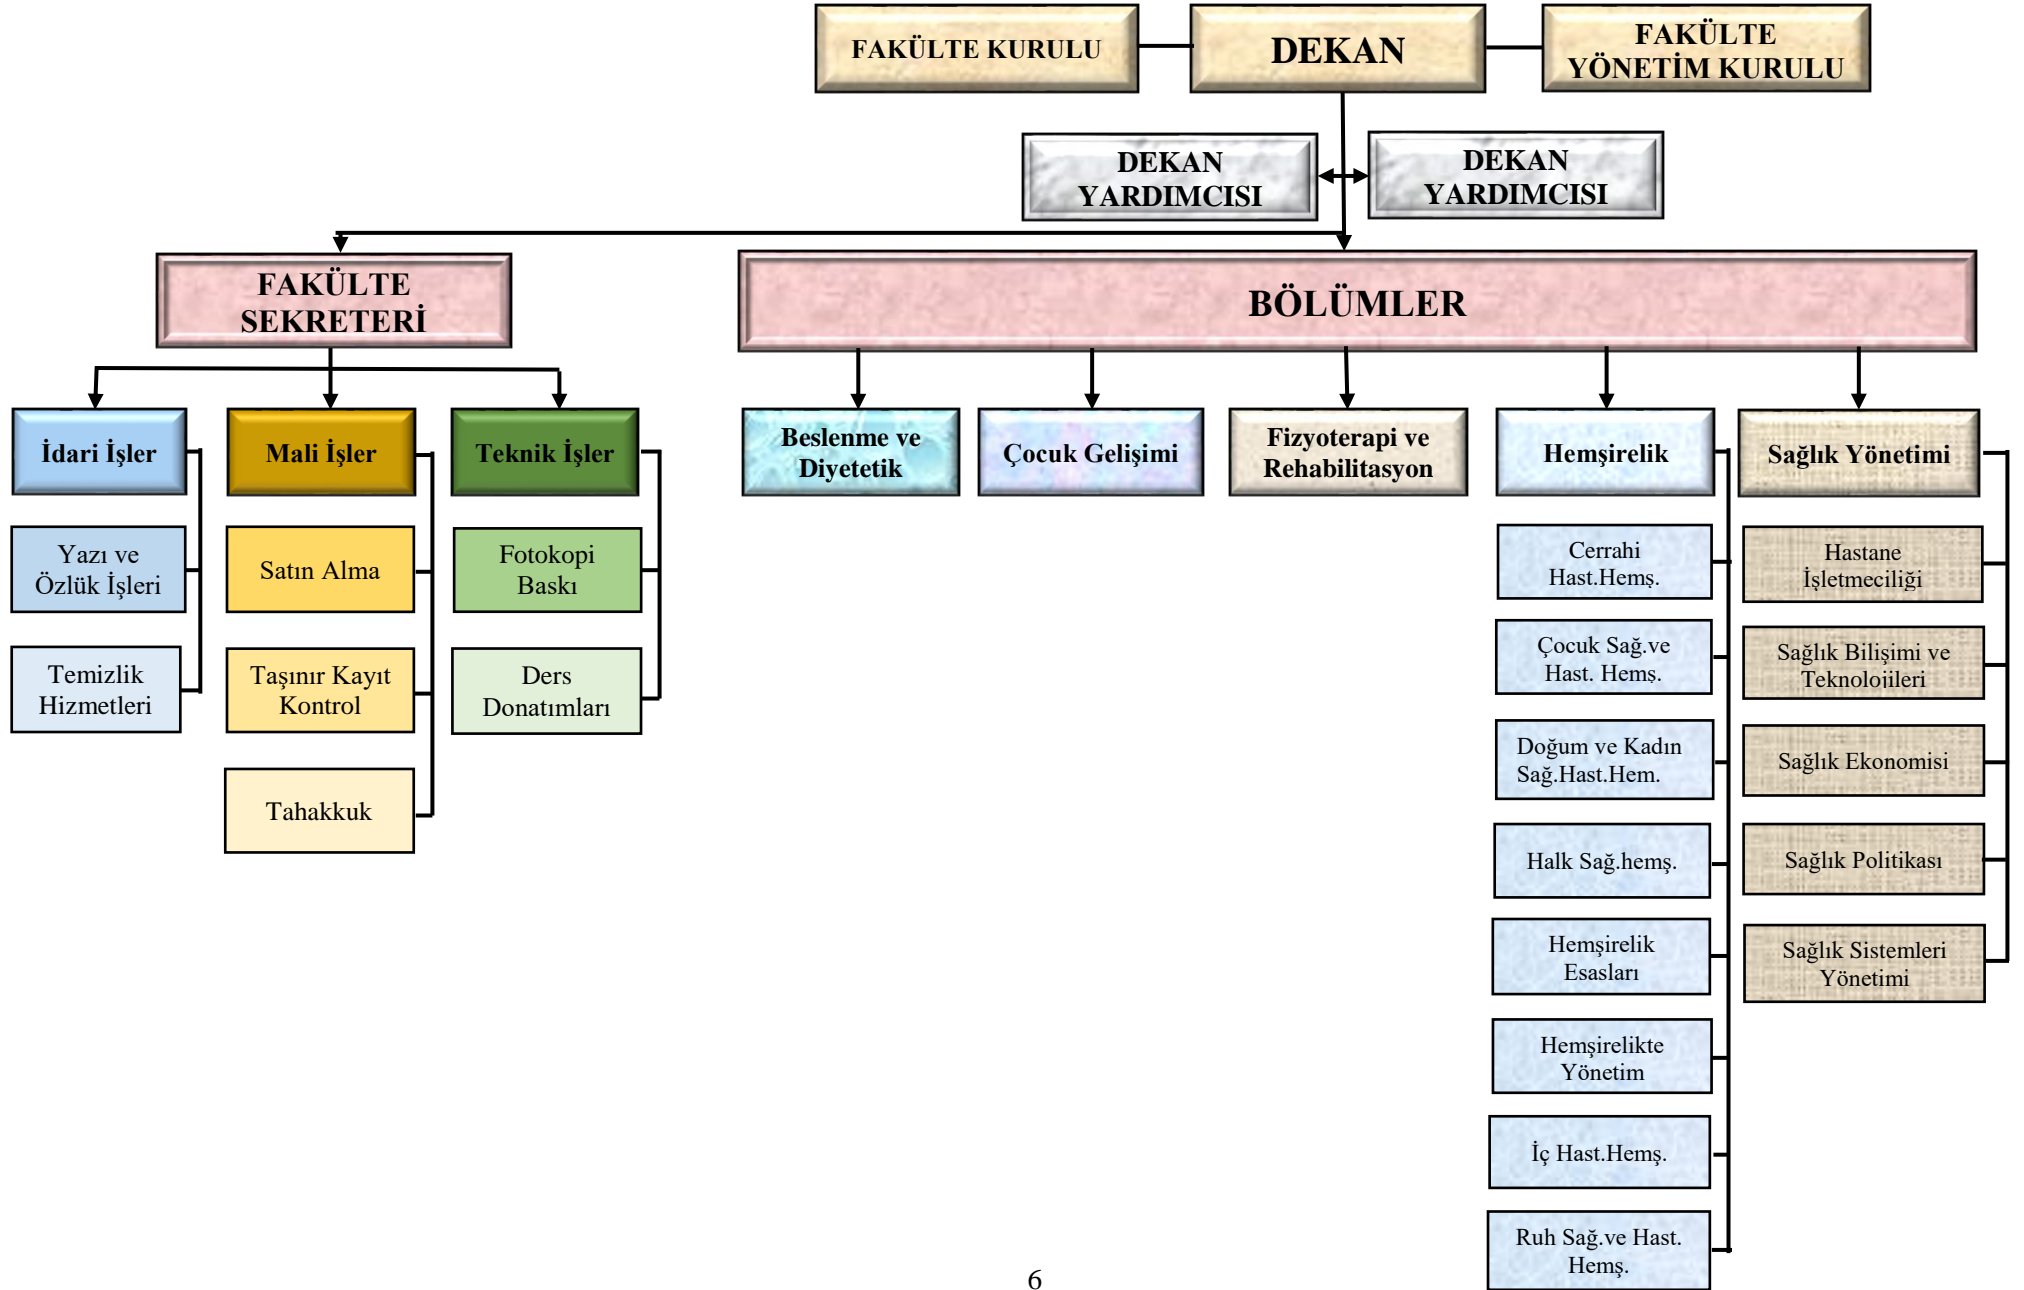 FAKÜLTE KURULU
DEKAN
FAKÜLTE
YÖNETİM KURULU
DEKAN
YARDIMCISI
DEKAN
YARDIMCISI
FAKÜLTE
SEKRETERİ
BÖLÜMLER
İdari İşler
Mali İşler
Teknik İşler
Beslenme ve
Diyetetik
Çocuk Gelişimi
Fizyoterapi ve
Rehabilitasyon
Hemşirelik
Sağlık Yönetimi
Yazı ve
Özlük İşleri
Temizlik
Hizmetleri
Satın Alma
Taşınır Kayıt
Kontrol
Tahakkuk
Fotokopi
Baskı
Ders
Donatımları
Cerrahi
Hast.Hemş.
Çocuk Sağ.ve
Hast. Hemş.
Doğum ve Kadın
Sağ.Hast.Hem.
Halk Sağ.hemş.
Hemşirelik
Esasları
Hemşirelikte
Yönetim
İç Hast.Hemş.
Ruh Sağ.ve Hast.
Hemş.
Hastane
İşletmeciliği
Sağlık Bilişimi ve
Teknolojileri
Sağlık Ekonomisi
Sağlık Politikası
Sağlık Sistemleri
Yönetimi
6